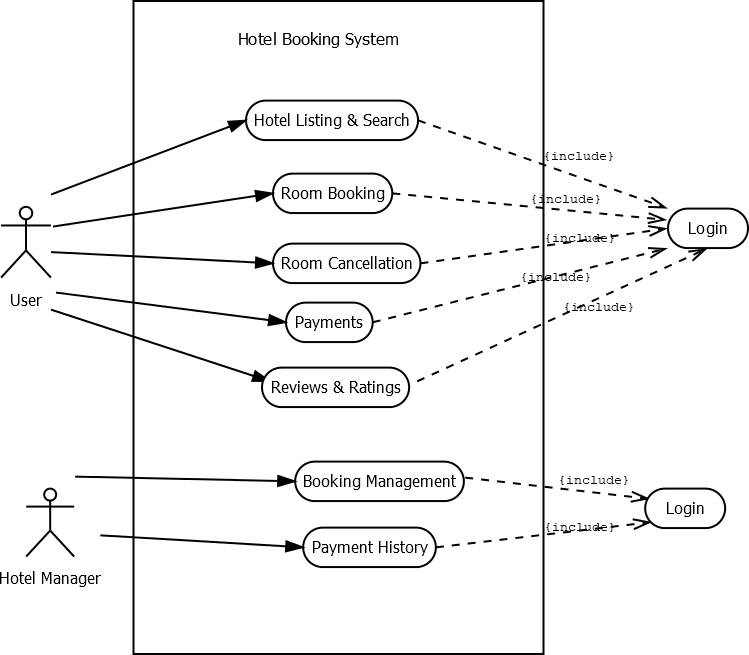 Hotel Booking System
Hotel Listing & Search
{include}
Room Booking
{include}
Login
Room Cancellation
{include}
User
Payments
{include}
Reviews & Ratings
{include}
Booking Management
{include}
Login
Payment History
{include}
Hotel Manager